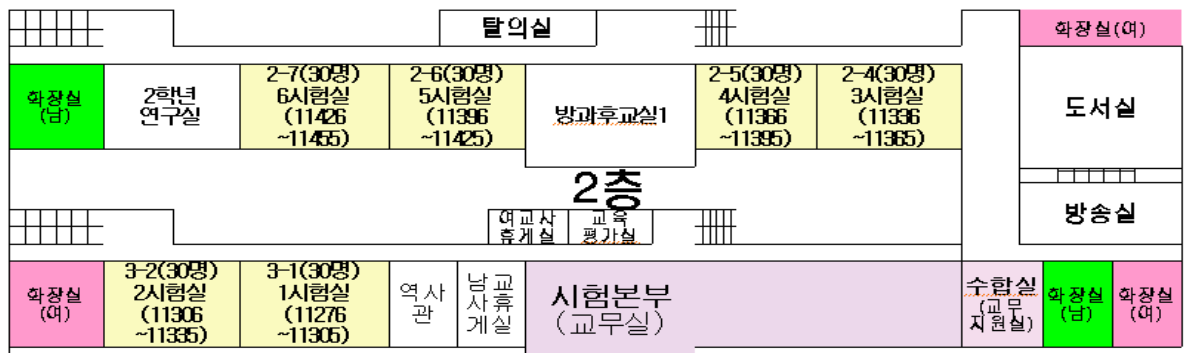 탈의실
화장실(여)
화장실
(남)
2학년
연구실
2-7(30명)
6시험실
(11426
~11455)
2-6(30명)
5시험실
(11396
~11425)
방과후교실1
2-5(30명)
4시험실
(11366
~11395)
2-4(30명)
3시험실
(11336
~11365)
도서실
2층
여교사
휴게실
교육
평가실
방송실
화장실
(여)
3-2(30명)
2시험실
(11306
~11335)
3-1(30명)
1시험실
(11276
~11305)
역사
관
남교
사휴
게실
시험본부
(교무실)
수합실
(교무
지원실)
화장실
(남)
화장실
(여)